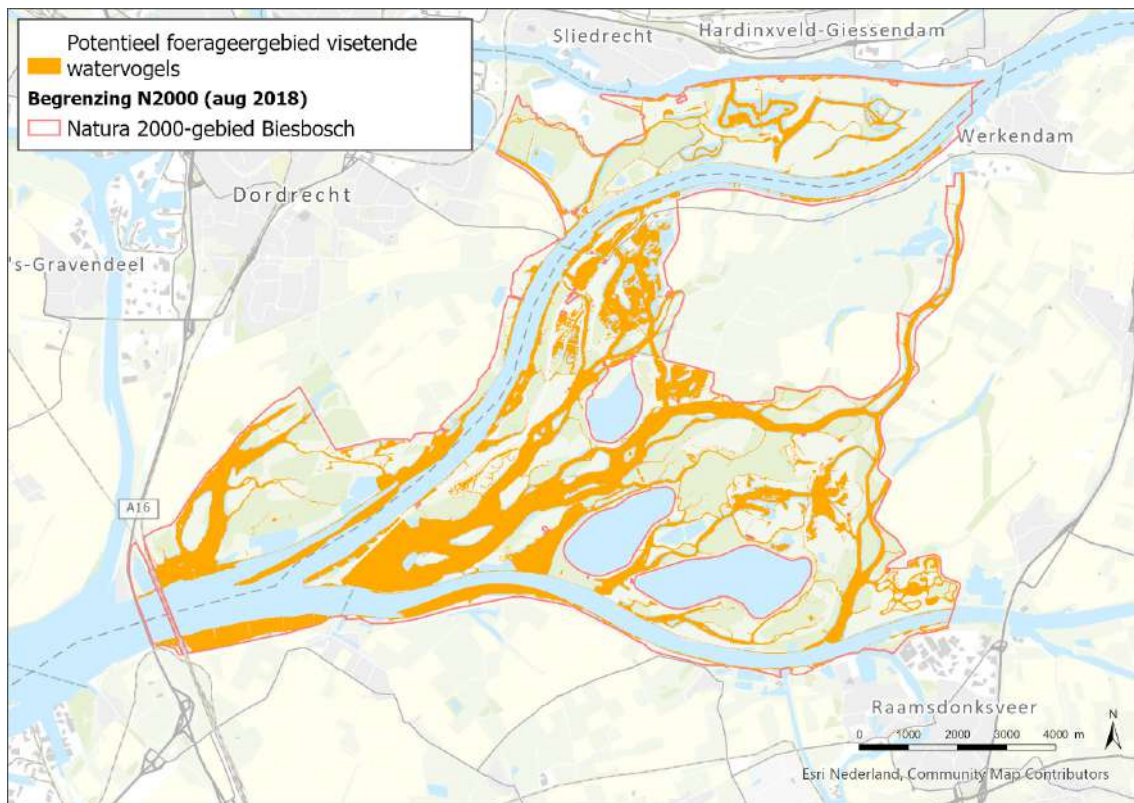 Potentieel foerageergebied visetende
watervogels
Begrenzing N2000 (aug 2018)
Natura 2000-gebied Biesbosch
Sliedrecht
Hardinxveld-Giessendam
Werkendam
Dordrecht
's-Gravendeel
A16
Raamsdonksveer
N
0 1000 2000 3000 4000 m
Esri Nederland, Community Map Contributors